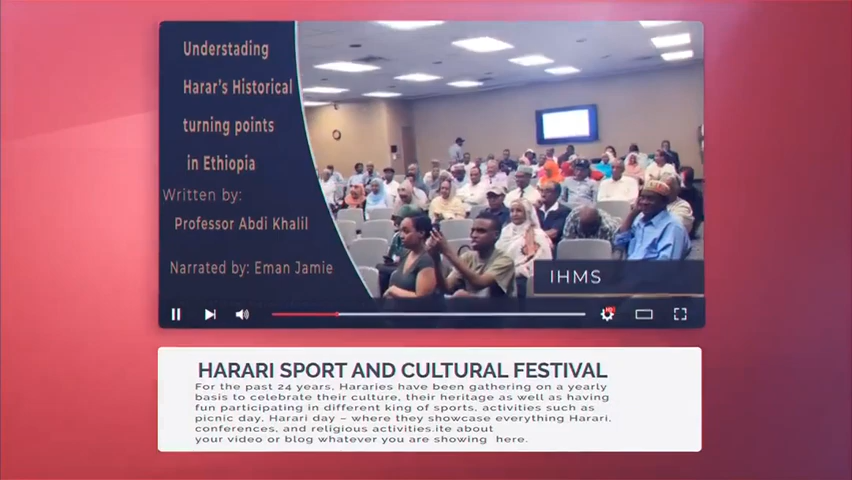 Understading
Harar's Historical
turning points
in Ethiopia
Written by:
Professor Abdi Khalil
Narrated by: Eman Jamie
IHMS
HARARI SPORT AND CULTURAL FESTIVAL
For the past 24 years, Hararies have been gathering on a yearly
basis to celebrate their culture, their heritage as well as having
fun participating in different king of sports, activities such as
picnic day, Harari day – where they showcase everything Harari,
conferences, and religious activities.ite about
your video or blog whatever you are showing here.